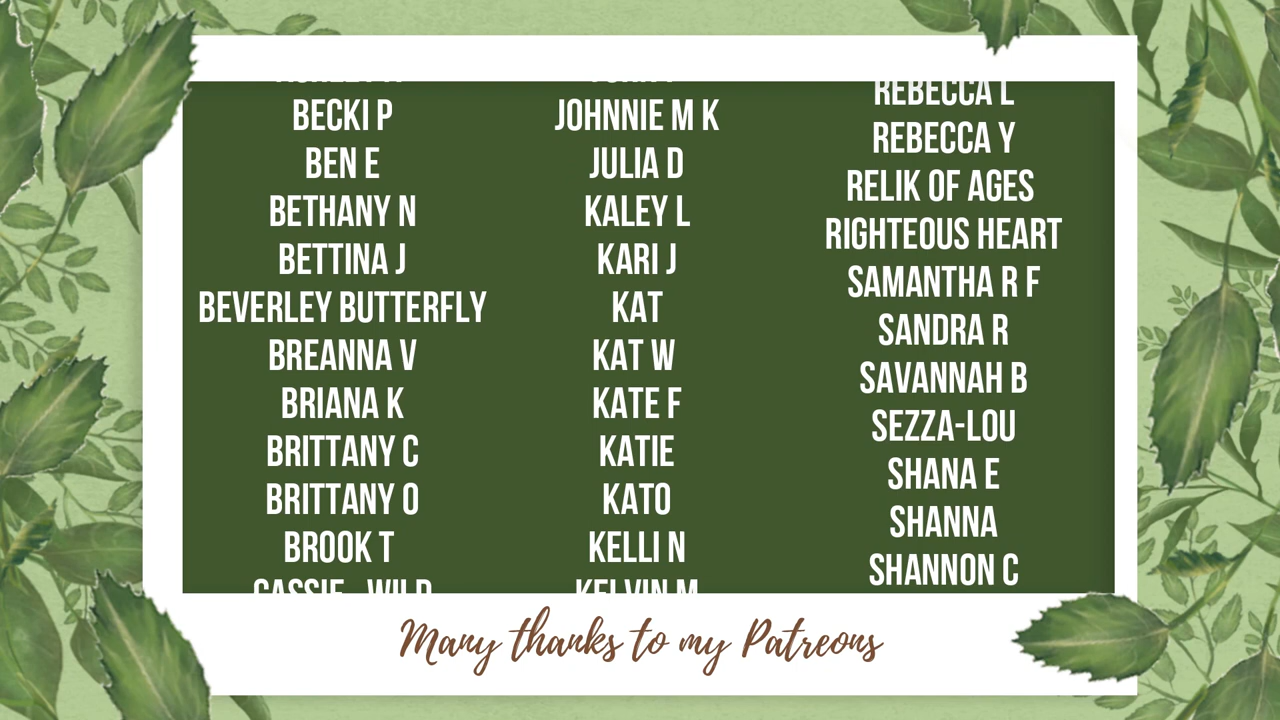 BECKI P
BEN E
BETHANY N
BETTINA J
BEVERLEY BUTTERFLY
BREANNA V
BRIANA K
BRITTANY C
BRITTANY O
BROOK T
JOHNNIE M K
JULIA D
KALEY L
KARI J
KAT
KAT W
KATE F
KATIE
KATO
KELLI N
KELVIN M
REBECCA L
REBECCA Y
RELIK OF AGES
RIGHTEOUS HEART
SAMANTHA R F
SANDRA R
SAVANNAH B
SEZZA-LOU
SHANA E
SHANNA
SHANNON C
Many thanks to my Patreons